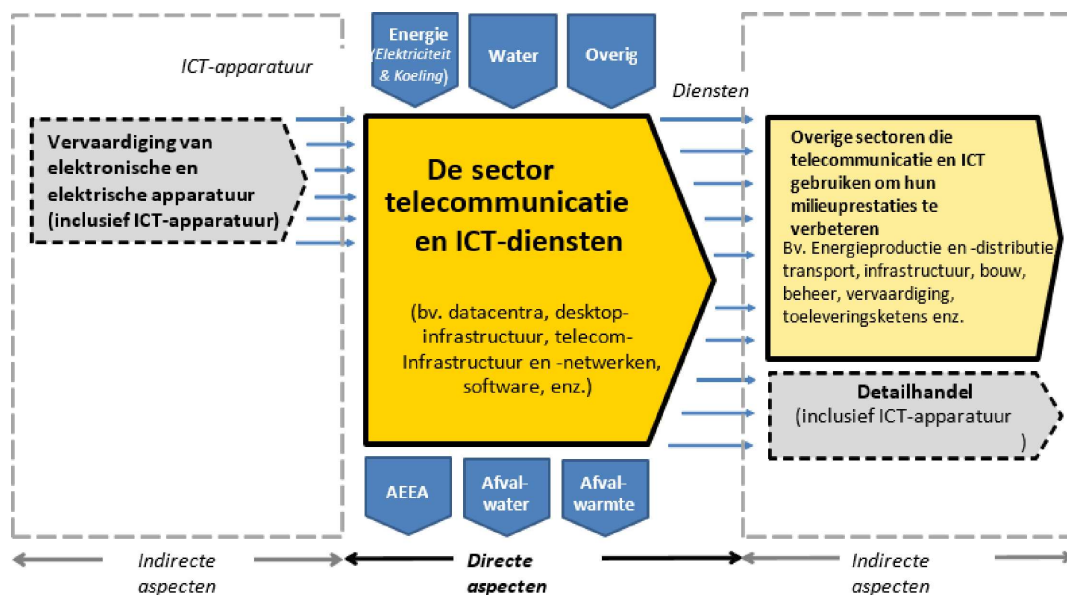 ICT-apparatuur
Vervaardiging van
elektronische en
elektrische apparatuur
(inclusief ICT-apparatuur)
Energie
(Elektriciteit
& Koeling)
Water
Overig
De sector
telecommunicatie
en ICT-diensten
(bv. datacentra, desktop-
infrastructuur, telecom-
Infrastructuur en -netwerken,
software, enz.)
AEEA
Afval-
water
Afval-
warmte
Diensten
Overige sectoren die
telecommunicatie en ICT
gebruiken om hun
milieuprestaties te
verbeteren
Bv. Energieproductie en -distributie
transport, infrastructuur, bouw,
beheer, vervaardiging,
toeleveringsketens enz.
Detailhandel
(inclusief ICT-apparatuur
)
Indirecte
aspecten
Directe
aspecten
Indirecte
aspecten